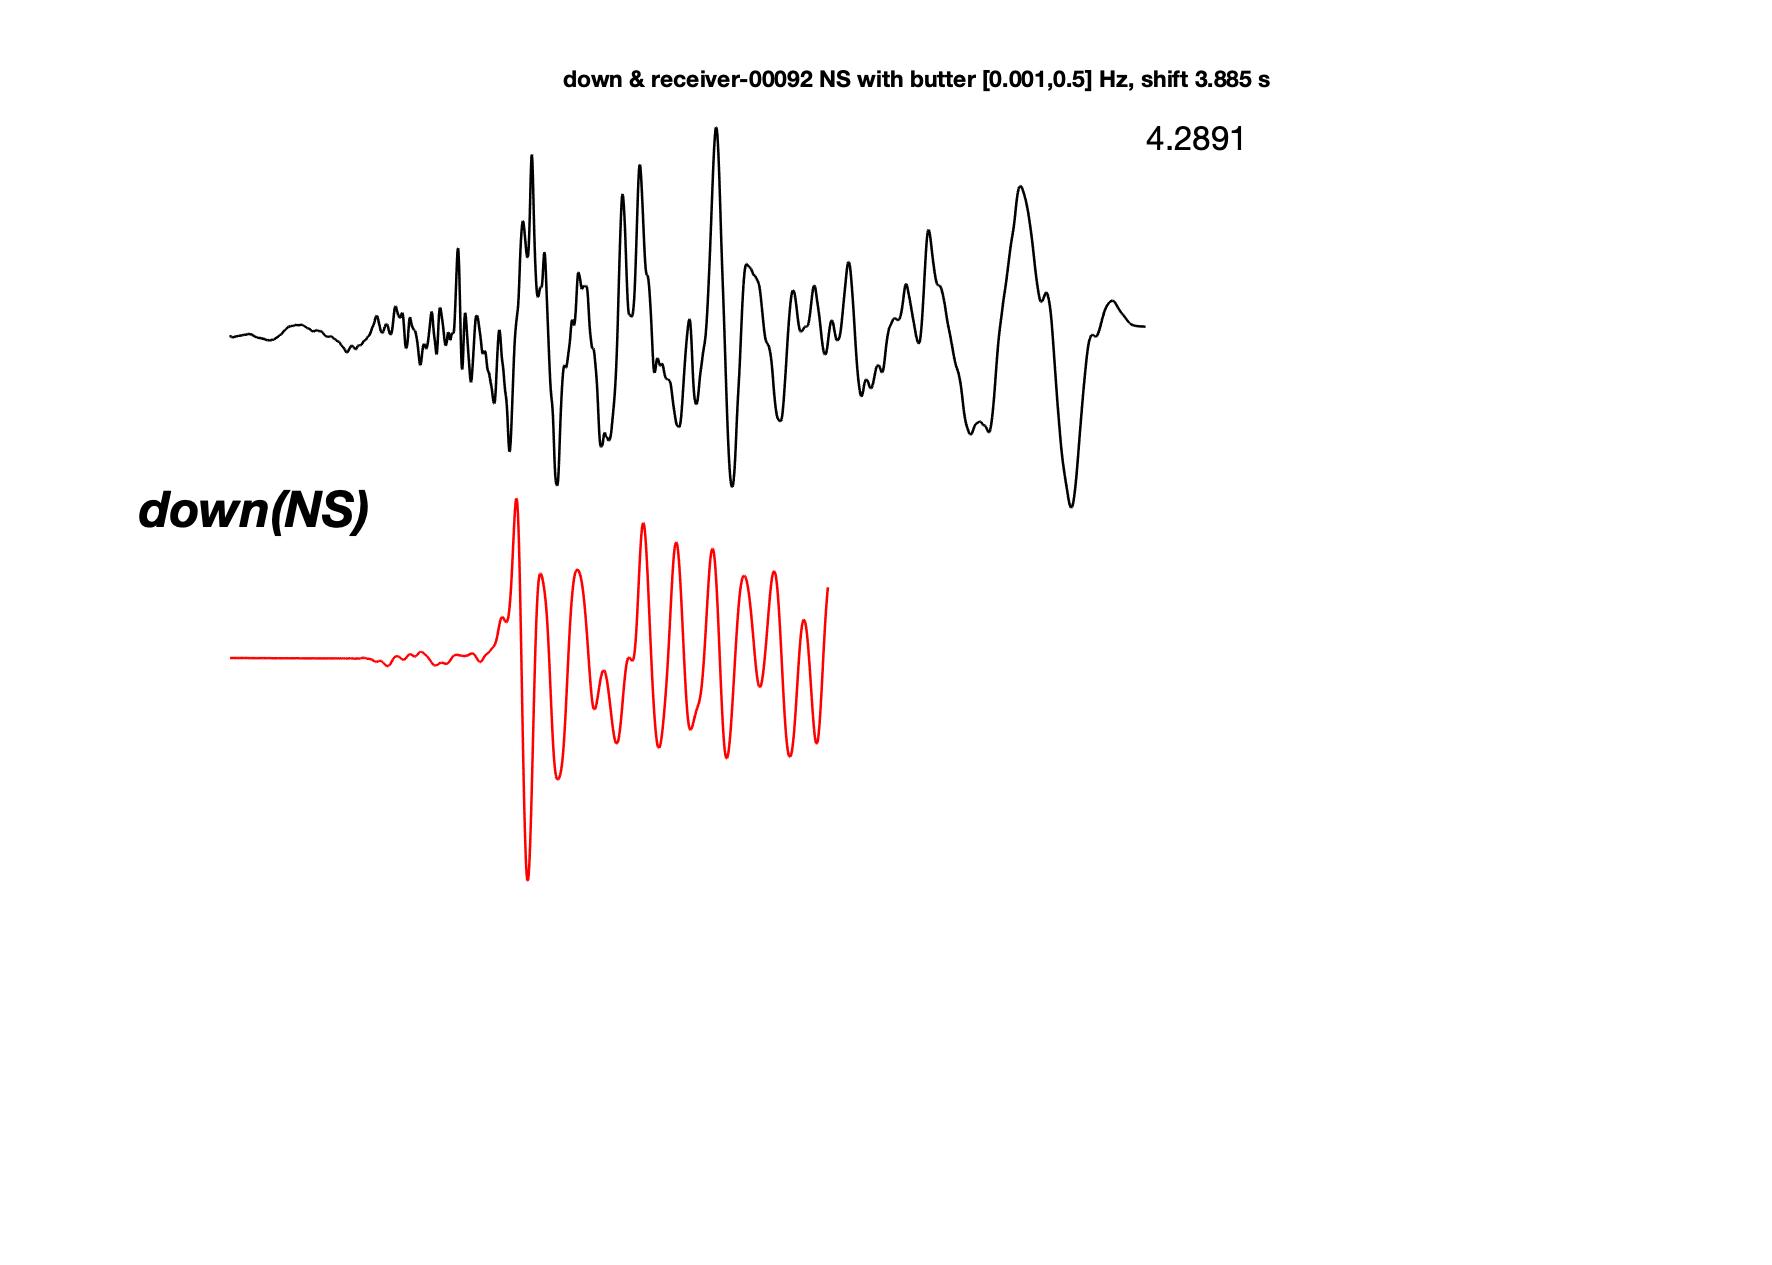 down & receiver-00092 NS with butter [0.001,0.5] Hz, shift 3.885 s
4.2891
down(NS)